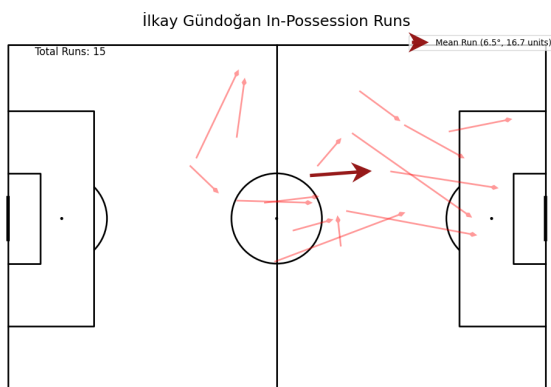 İlkay Gündoğan In-Possession Runs
Total Runs: 15
Mean Run (6.5°, 16.7 units)